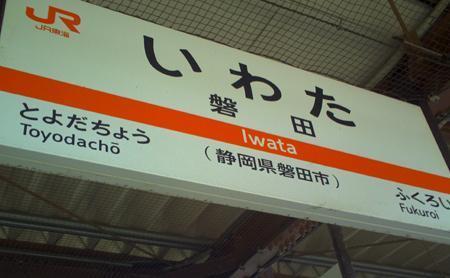 JR
JR東海
いわた
磐田
Iwata
(静岡県磐田市)
とよだちょう
Toyodachō
ふくろい
Fukuroi